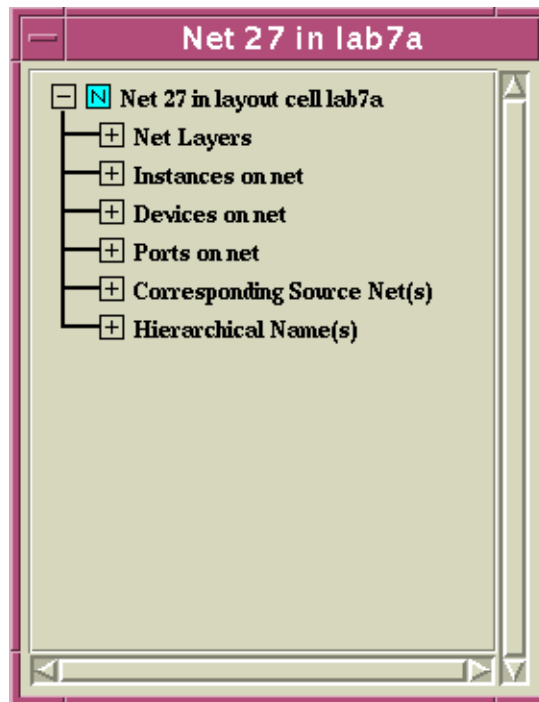 Net 27 in lab7a
N Net 27 in layout cell lab7a
Net Layers
Instances on net
Devices on net
Ports on net
Corresponding Source Net(s)
Hierarchical Name(s)